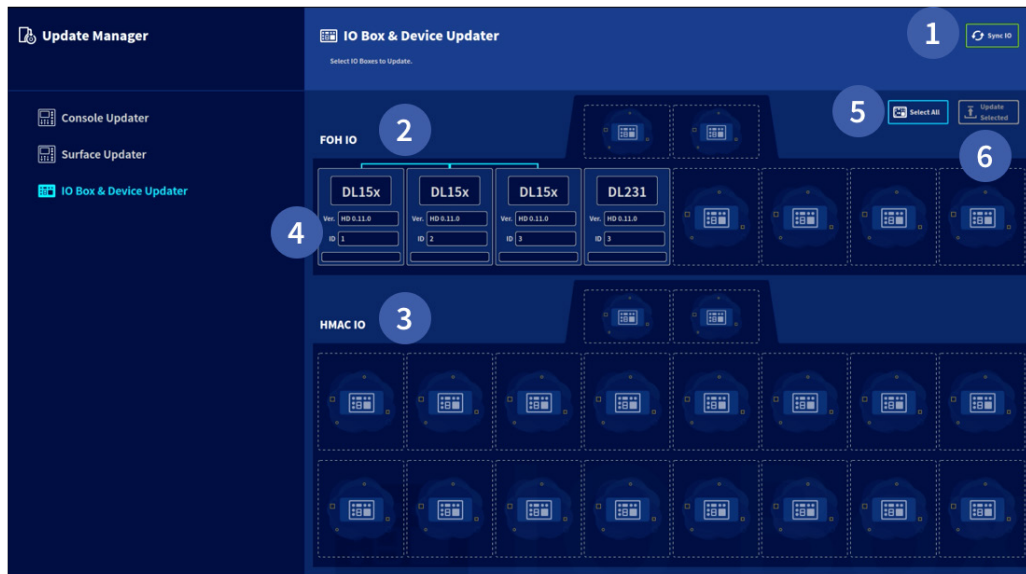 Update Manager
IO Box & Device Updater
Select IO Boxes to Update.
1
Sync IO
Console Updater
Surface Updater
IO Box & Device Updater
FOH IO
2
5
Select All
Update
Selected
6
DL15x
DL15x
DL15x
DL231
Ver. HD 0.11.0
Ver. HD 0.11.0
Ver. HD 0.11.0
Ver. HD 0.11.0
4
ID 1
ID 2
ID 3
ID 3
HMAC IO
3